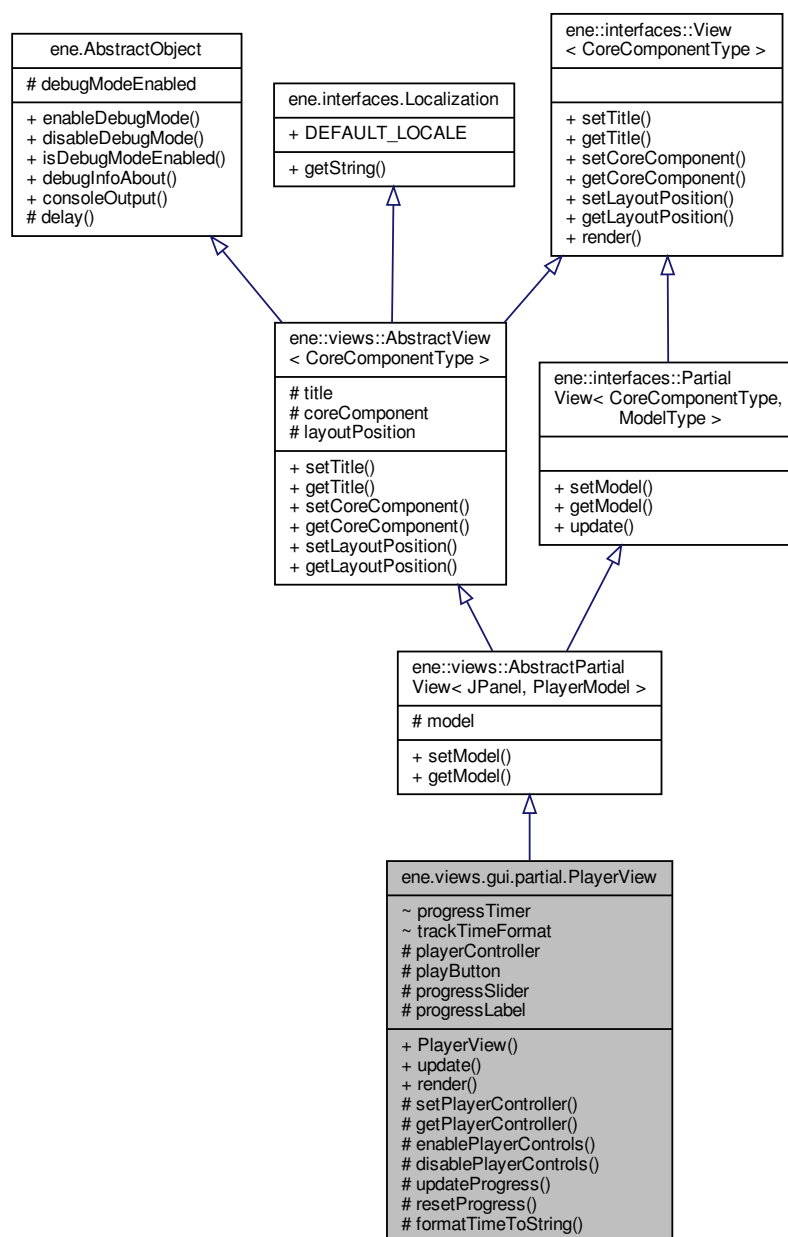 ene.AbstractObject
# debugModeEnabled
+ enableDebugMode()
+ disableDebugMode()
+ isDebugModeEnabled()
+ debugInfoAbout()
+ consoleOutput()
# delay()
ene.interfaces.Localization
+ DEFAULT_LOCALE
+ getString()
ene::interfaces::View
< CoreComponentType >
+ setTitle()
+ getTitle()
+ setCoreComponent()
+ getCoreComponent()
+ setLayoutPosition()
+ getLayoutPosition()
+ render()
ene::views::AbstractView
< CoreComponentType >
# title
# coreComponent
# layoutPosition
+ setTitle()
+ getTitle()
+ setCoreComponent()
+ getCoreComponent()
+ setLayoutPosition()
+ getLayoutPosition()
ene::interfaces::Partial
View< CoreComponentType,
ModelType >
+ setModel()
+ getModel()
+ update()
ene::views::AbstractPartial
View< JPanel, PlayerModel >
# model
+ setModel()
+ getModel()
ene.views.gui.partial.PlayerView
~ progressTimer
~ trackTimeFormat
# playerController
# playButton
# progressSlider
# progressLabel
+ PlayerView()
+ update()
+ render()
# setPlayerController()
# getPlayerController()
# enablePlayerControls()
# disablePlayerControls()
# updateProgress()
# resetProgress()
# formatTimeToString()